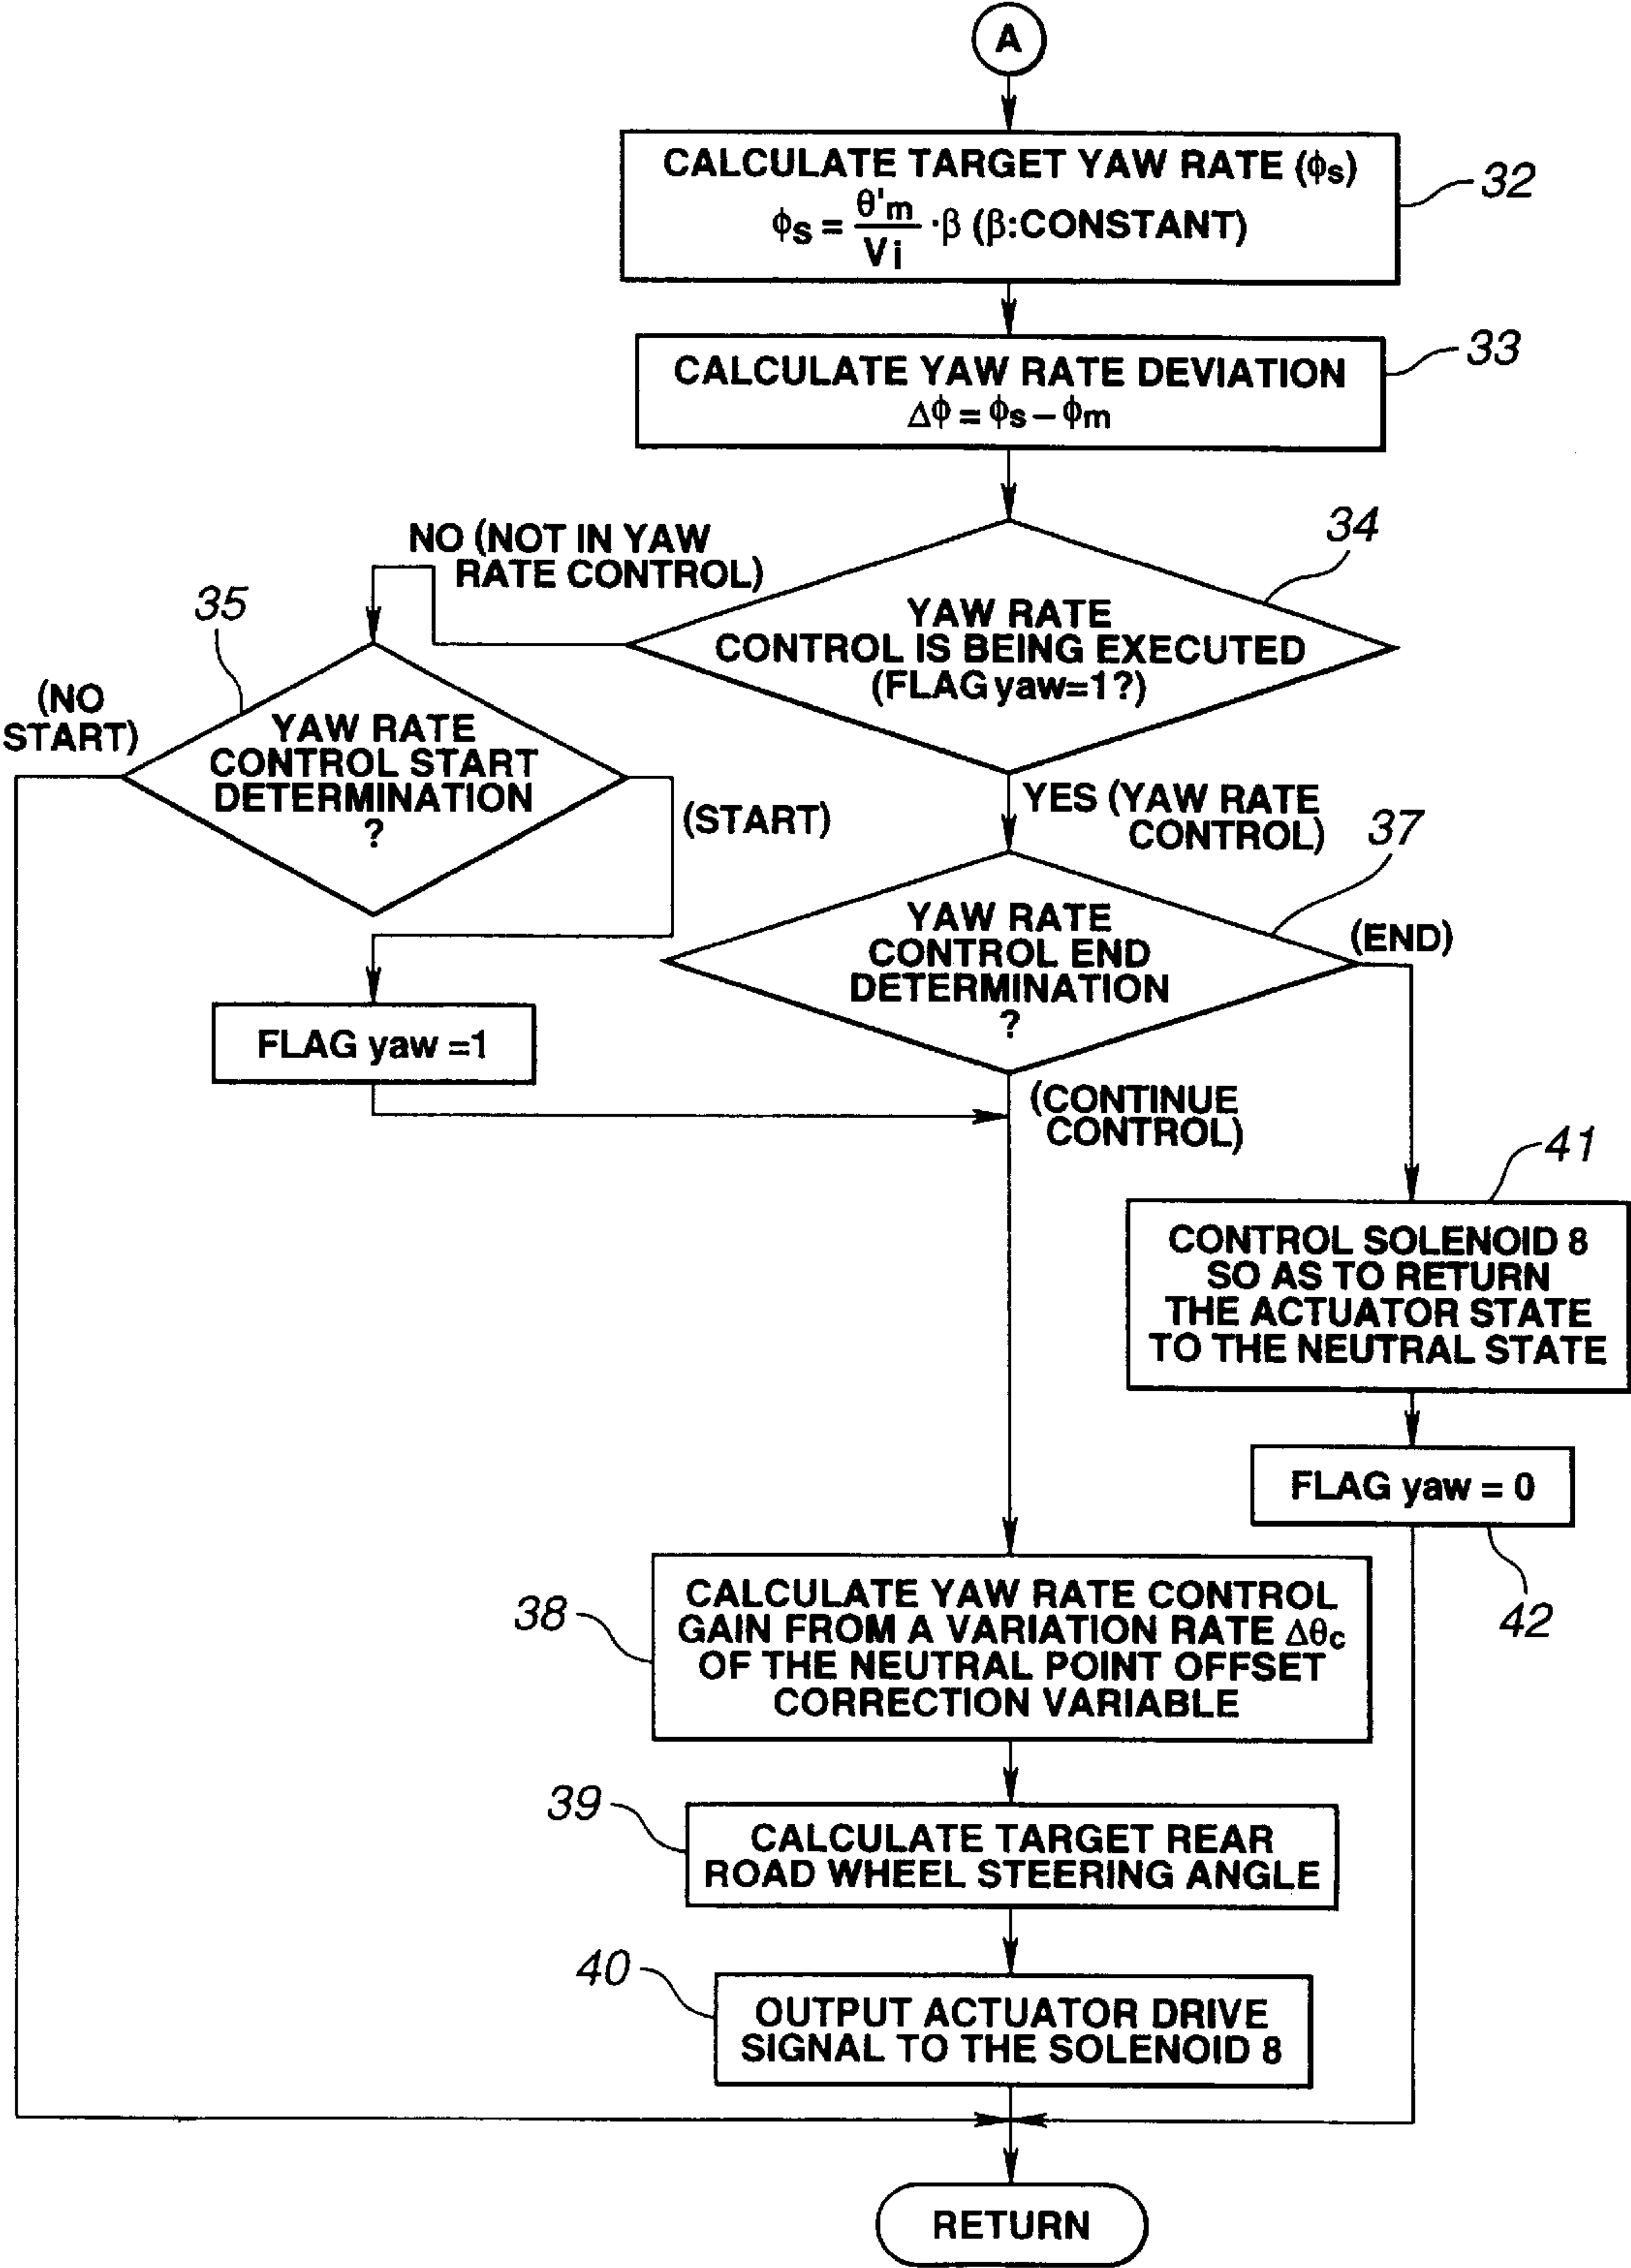 A
CALCULATE TARGET YAW RATE (ϕs)
ϕs = θ'm / Vi · β (β:CONSTANT)
32
CALCULATE YAW RATE DEVIATION
Δϕ = ϕs – ϕm
33
NO (NOT IN YAW
RATE CONTROL)
34
YAW RATE
CONTROL IS BEING EXECUTED
(FLAG yaw=1?)
35
(NO
START)
YAW RATE
CONTROL START
DETERMINATION
?
(START)
YES (YAW RATE
CONTROL)
37
YAW RATE
CONTROL END
DETERMINATION
?
(END)
FLAG yaw =1
(CONTINUE
CONTROL)
41
CONTROL SOLENOID 8
SO AS TO RETURN
THE ACTUATOR STATE
TO THE NEUTRAL STATE
FLAG yaw = 0
42
38
CALCULATE YAW RATE CONTROL
GAIN FROM A VARIATION RATE Δθc
OF THE NEUTRAL POINT OFFSET
CORRECTION VARIABLE
39
CALCULATE TARGET REAR
ROAD WHEEL STEERING ANGLE
40
OUTPUT ACTUATOR DRIVE
SIGNAL TO THE SOLENOID 8
RETURN